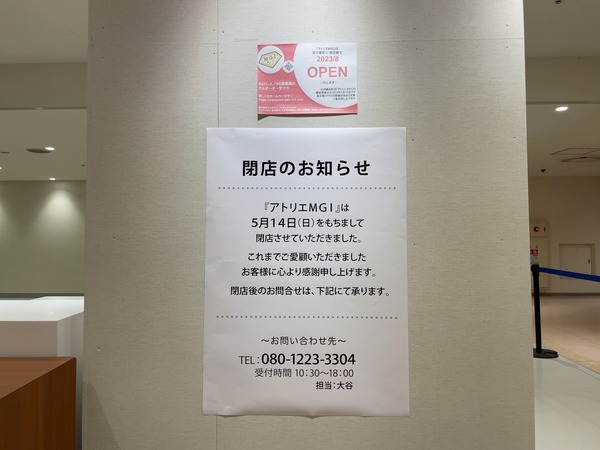 MGI
2023/8
OPEN
閉店のお知らせ
『アトリエMGI』は
5月14日(日)をもちまして
閉店させていただきました。
これまでご愛顧いただきました
お客様に心より感謝申し上げます。
閉店後のお問合せは、下記にて承ります。
～お問い合わせ先～
TEL:080-1223-3304
受付時間 10:30～18:00
担当:大谷